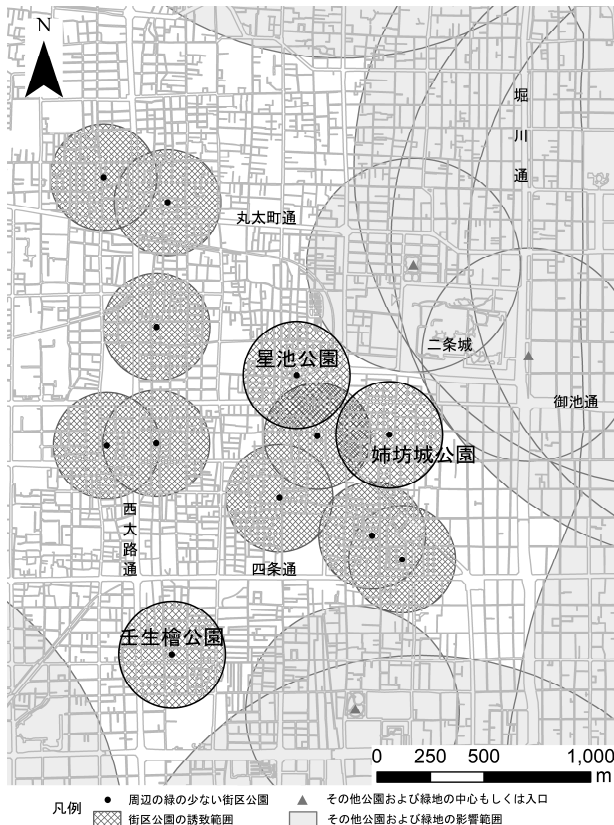 N
堀川通
丸太町通
二条城
星池公園
御池通
姉坊城公園
西大路通
四条通
壬生檜公園
0 250 500 1,000
m
凡例
周辺の緑の少ない街区公園
その他公園および緑地の中心もしくは入口
街区公園の誘致範囲
その他公園および緑地の影響範囲